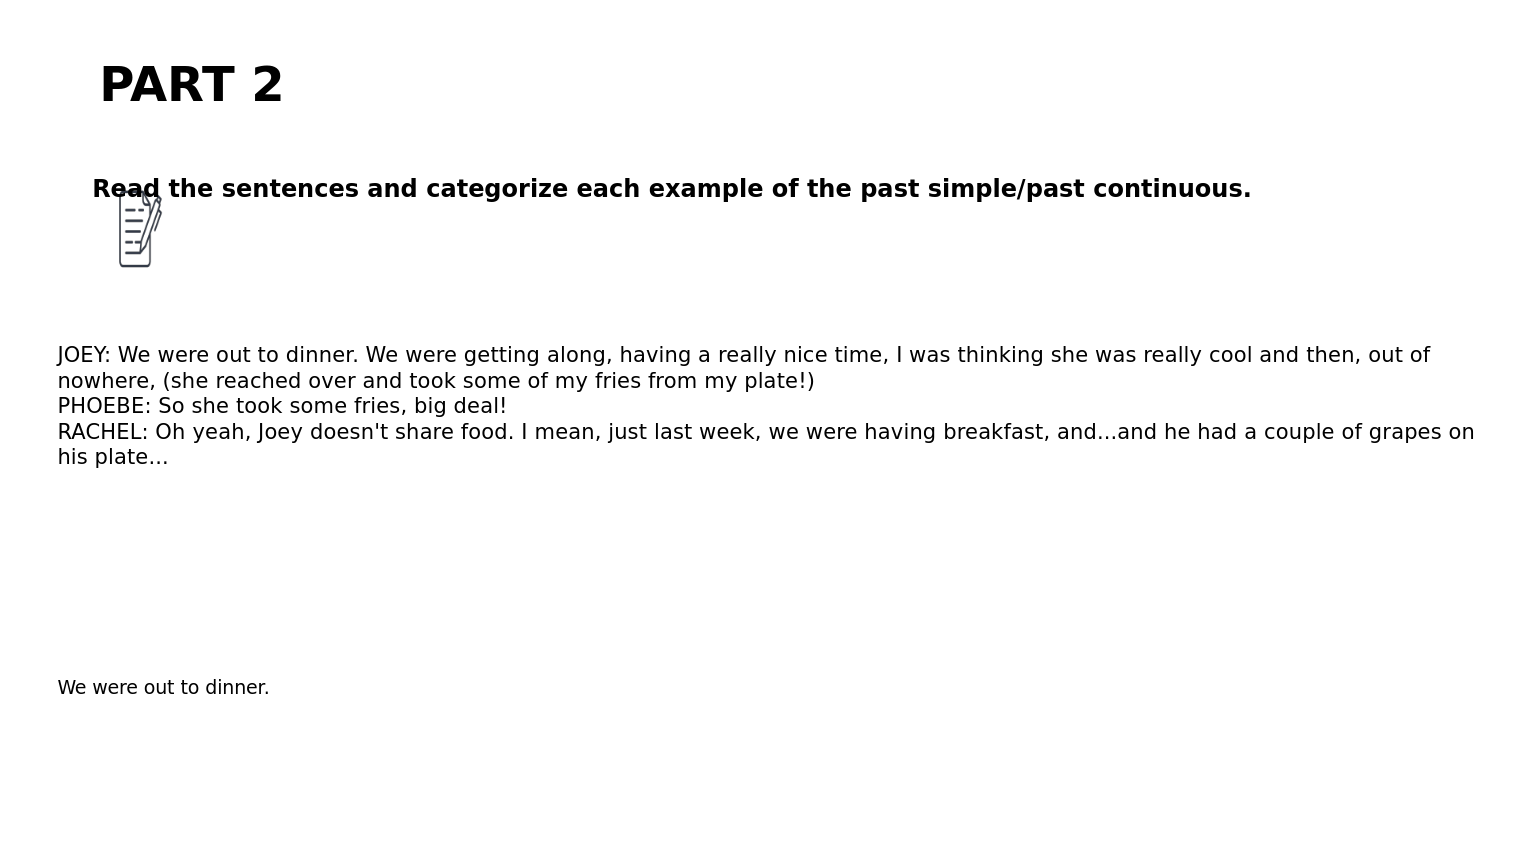 PART 2
Read the sentences and categorize each example of the past simple/past continuous.
JOEY: We were out to dinner. We were getting along, having a really nice time, I was thinking she was really cool and then, out of
nowhere, (she reached over and took some of my fries from my plate!)
PHOEBE: So she took some fries, big deal!
RACHEL: Oh yeah, Joey doesn't share food. I mean, just last week, we were having breakfast, and...and he had a couple of grapes on
his plate...
We were out to dinner.